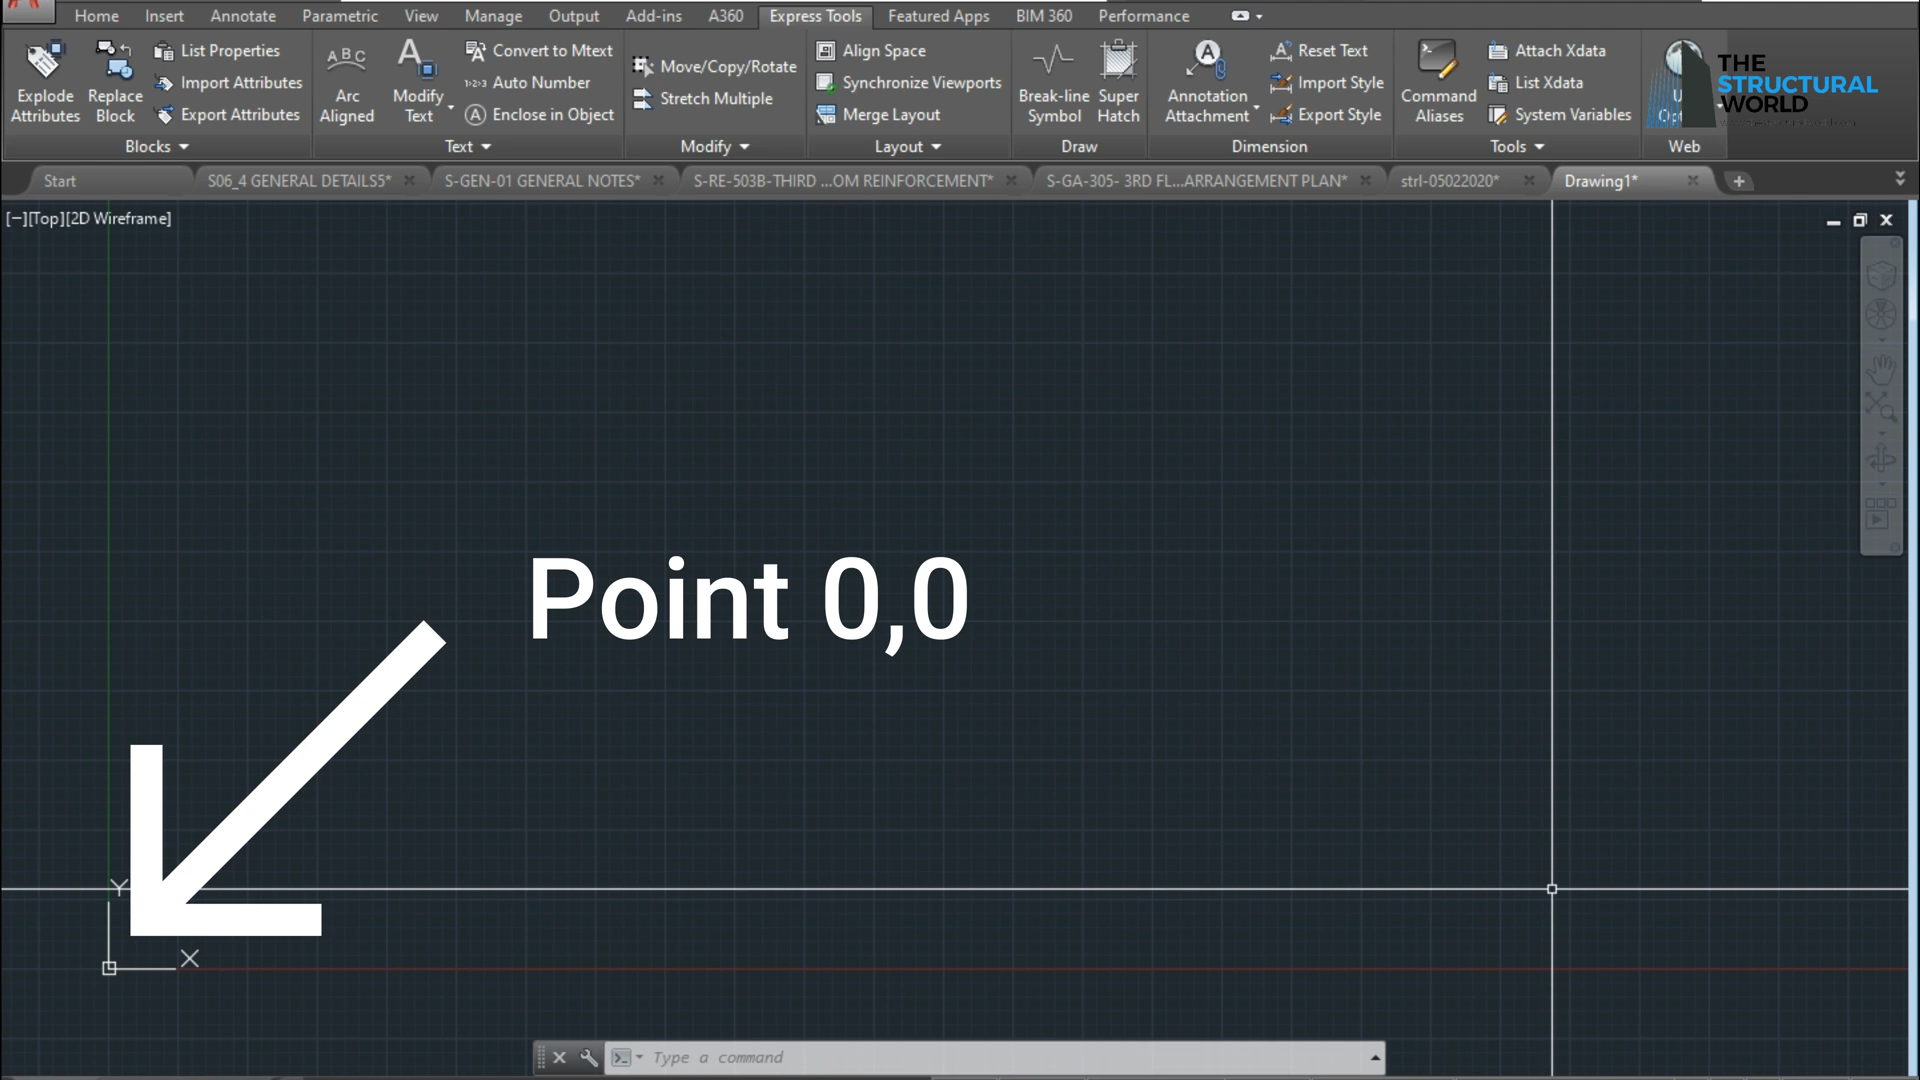 Home Insert Annotate Parametric View Manage Output Add-ins A360 Express Tools Featured Apps BIM 360 Performance
Explode Attributes
Replace Block
List Properties
Import Attributes
Export Attributes
Blocks
ABC
Arc Aligned
A
Modify Text
Convert to Mtext
1-2-3 Auto Number
A Enclose in Object
Text
Move/Copy/Rotate
Stretch Multiple
Modify
Align Space
Synchronize Viewports
Merge Layout
Layout
Break-line Symbol
Super Hatch
Draw
A
Annotation Attachment
Reset Text
Import Style
Export Style
Dimension
Command Aliases
Attach Xdata
List Xdata
System Variables
Tools
Web
THE
STRUCTURAL
WORLD
Start S06_4 GENERAL DETAILS5* S-GEN-01 GENERAL NOTES* S-RE-503B-THIRD ...OM REINFORCEMENT* S-GA-305- 3RD FL...ARRANGEMENT PLAN* strl-05022020* Drawing1*
[−][Top][2D Wireframe]
Point 0,0
Y
X
Type a command